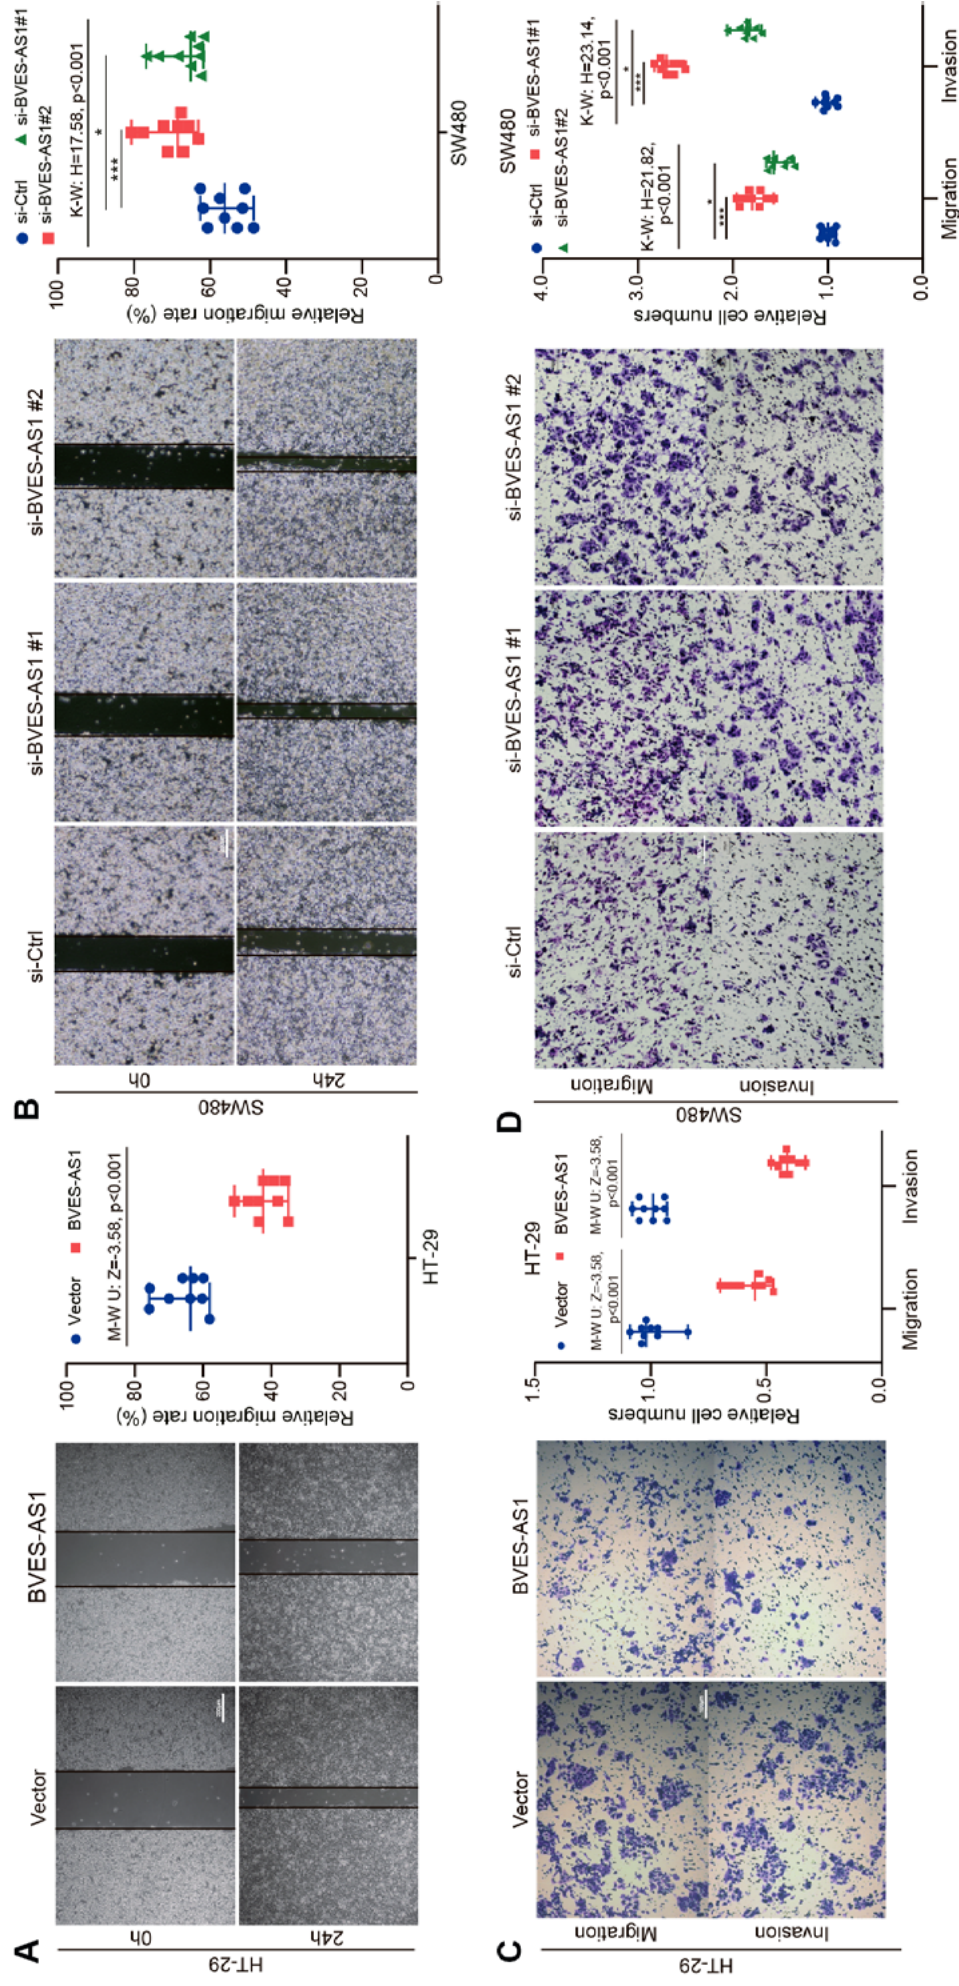 A
Vector
BVES-AS1
HT-29
0h
24h
Relative migration rate (%)
100
80
60
40
20
0
Vector
BVES-AS1
M-W U: Z=-3.58, p<0.001
HT-29
B
si-Ctrl
si-BVES-AS1 #1
si-BVES-AS1 #2
SW480
0h
24h
Relative migration rate (%)
100
80
60
40
20
0
si-Ctrl
si-BVES-AS1#1
si-BVES-AS1#2
K-W: H=17.58, p<0.001
*
***
SW480
C
Vector
BVES-AS1
HT-29
Migration
Invasion
HT-29
Relative cell numbers
1.5
1.0
0.5
0.0
Vector
BVES-AS1
M-W U: Z=-3.58,
p<0.001
M-W U: Z=-3.58,
p<0.001
Migration
Invasion
D
si-Ctrl
si-BVES-AS1 #1
si-BVES-AS1 #2
SW480
Migration
Invasion
SW480
Relative cell numbers
4.0
3.0
2.0
1.0
0.0
si-Ctrl
si-BVES-AS1#1
si-BVES-AS1#2
K-W: H=21.82,
p<0.001
*
***
K-W: H=23.14,
p<0.001
*
***
Migration
Invasion